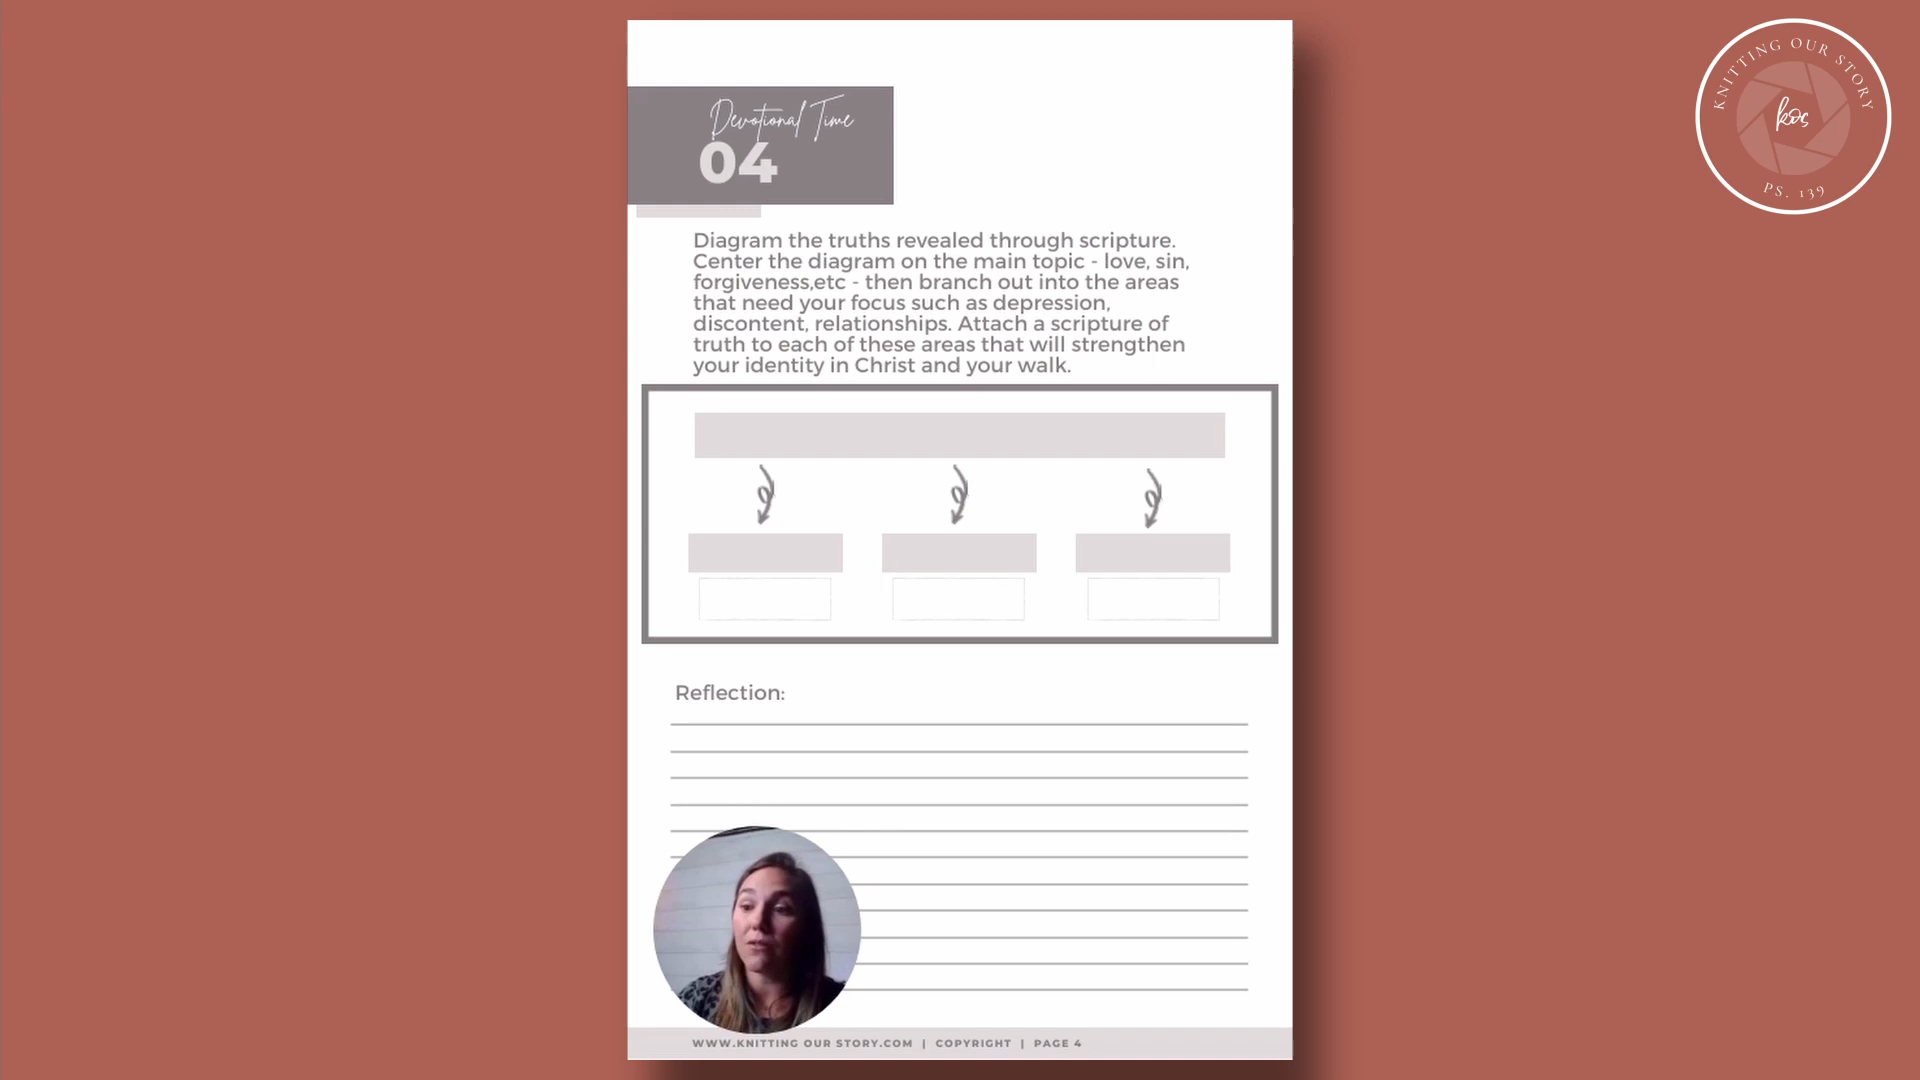 KNITTING OUR STORY
kos
PS. 139
Devotional Time
04
Diagram the truths revealed through scripture.
Center the diagram on the main topic - love, sin,
forgiveness,etc - then branch out into the areas
that need your focus such as depression,
discontent, relationships. Attach a scripture of
truth to each of these areas that will strengthen
your identity in Christ and your walk.
Reflection:
WWW.KNITTING OUR STORY.COM | COPYRIGHT | PAGE 4